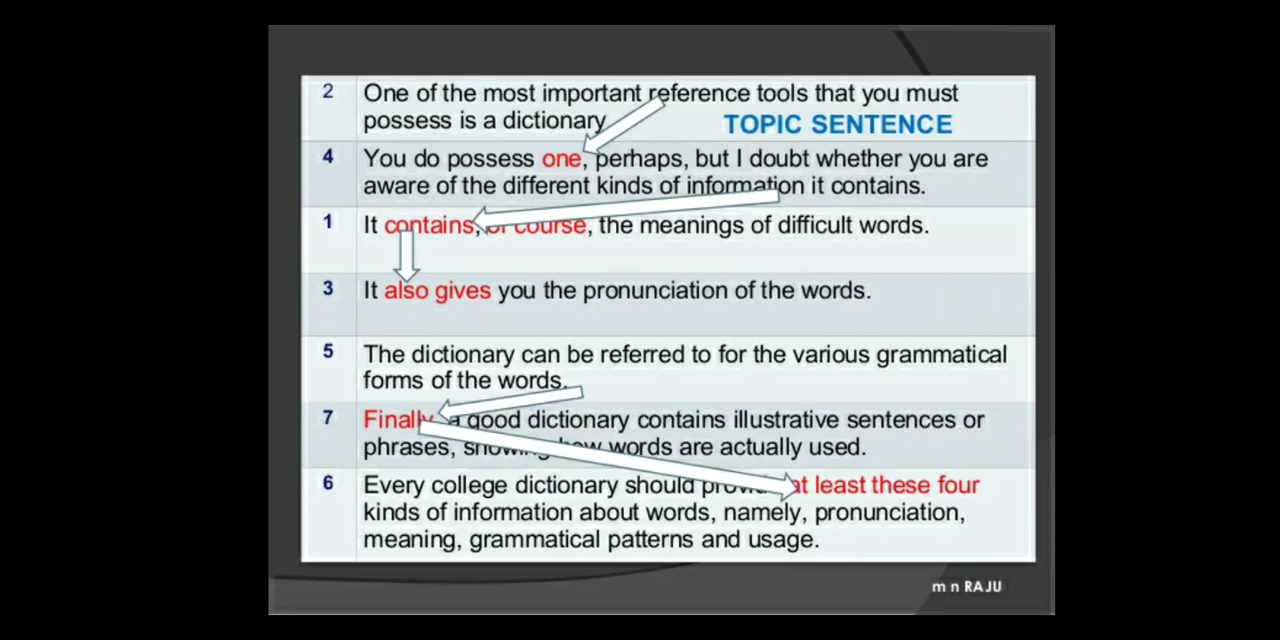 2 One of the most important reference tools that you must
possess is a dictionary
TOPIC SENTENCE
4 You do possess one, perhaps, but I doubt whether you are
aware of the different kinds of information it contains.
1 It contains, of course, the meanings of difficult words.
3 It also gives you the pronunciation of the words.
5 The dictionary can be referred to for the various grammatical
forms of the words.
7 Finally, a good dictionary contains illustrative sentences or
phrases, showing how words are actually used.
6 Every college dictionary should provide at least these four
kinds of information about words, namely, pronunciation,
meaning, grammatical patterns and usage.
m n RAJU